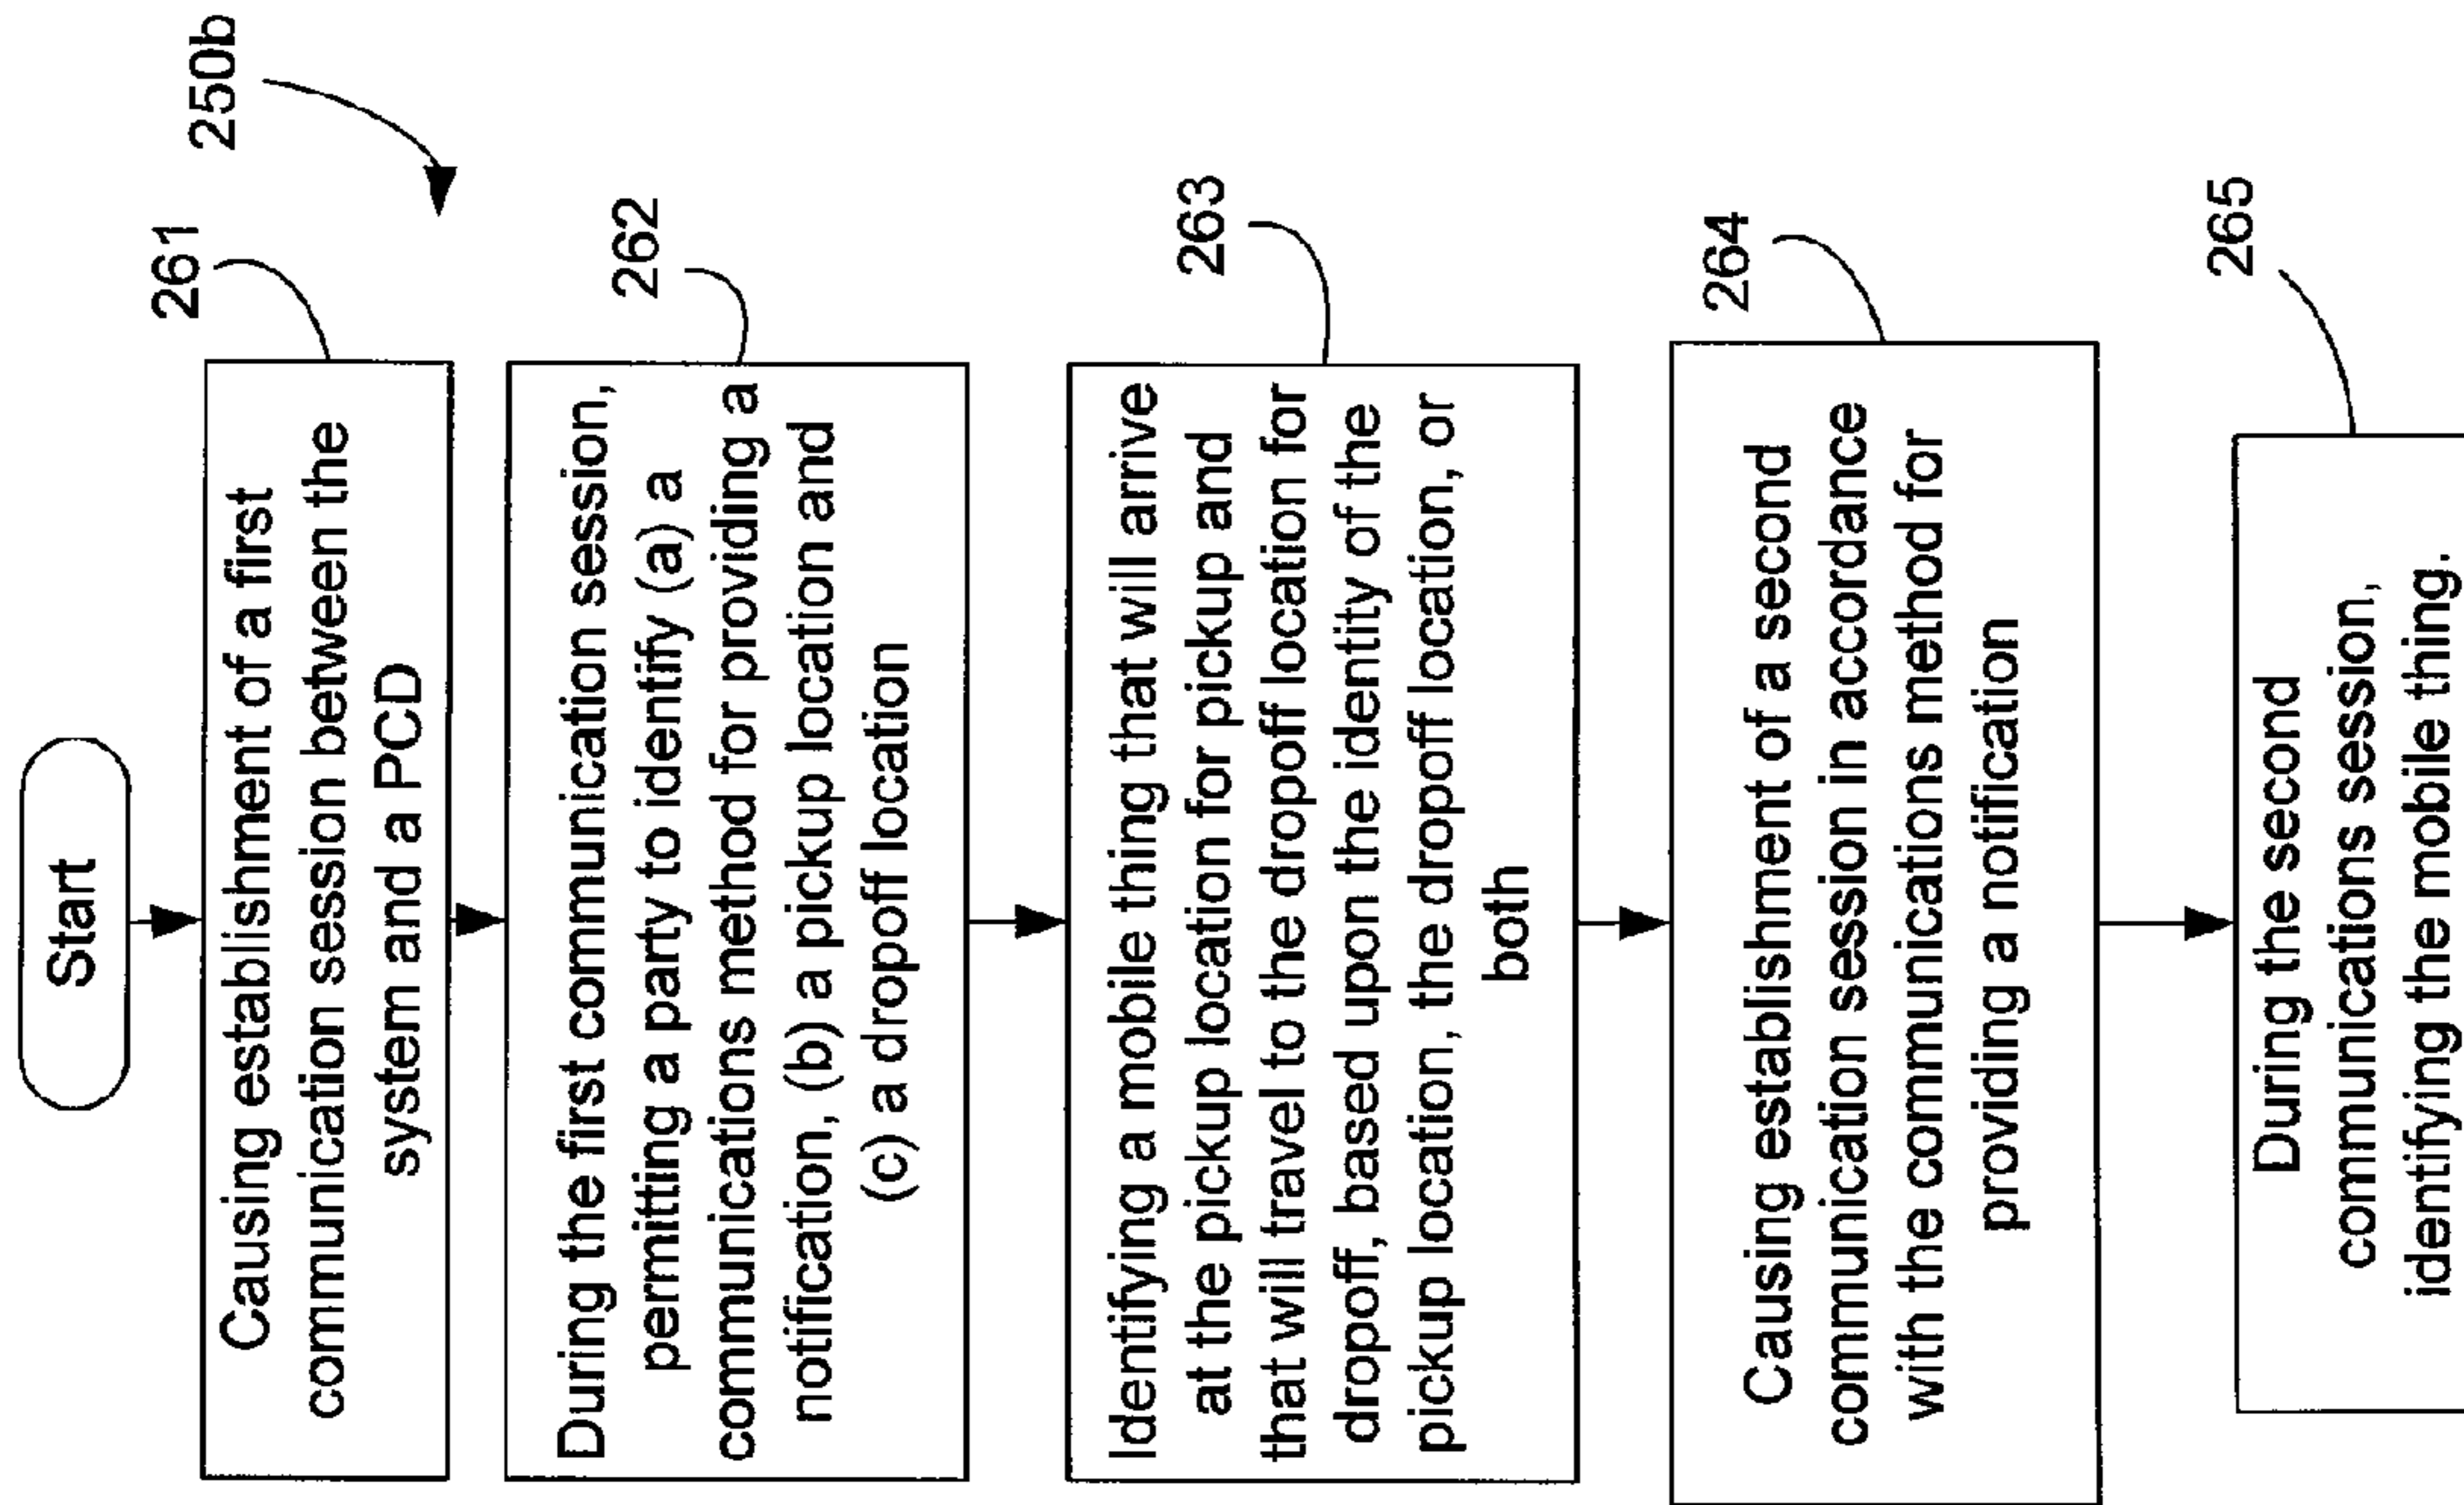 Start
250b
261
Causing establishment of a first
communication session between the
system and a PCD
262
During the first communication session,
permitting a party to identify (a) a
communications method for providing a
notification, (b) a pickup location and
(c) a dropoff location
263
Identifying a mobile thing that will arrive
at the pickup location for pickup and
that will travel to the dropoff location for
dropoff, based upon the identity of the
pickup location, the dropoff location, or
both
264
Causing establishment of a second
communication session in accordance
with the communications method for
providing a notification
265
During the second
communications session,
identifying the mobile thing.